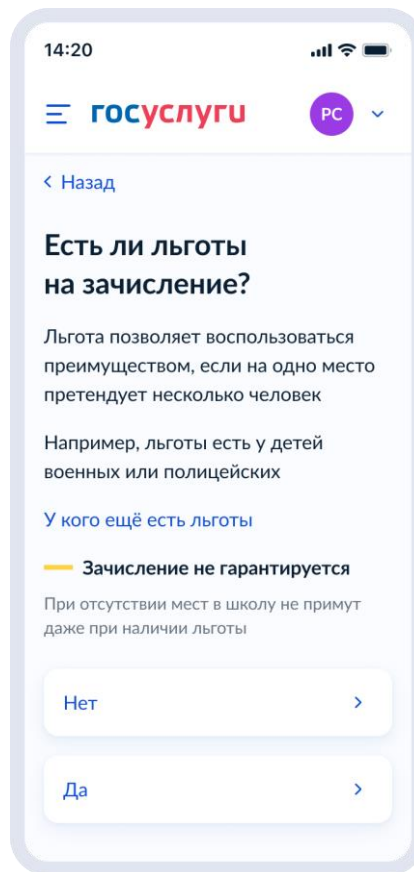 14:20
госуслуги
РС
Назад
Есть ли льготы
на зачисление?
Льгота позволяет воспользоваться
преимуществом, если на одно место
претендует несколько человек
Например, льготы есть у детей
военных или полицейских
У кого ещё есть льготы
Зачисление не гарантируется
При отсутствии мест в школу не примут
даже при наличии льготы
Нет
Да